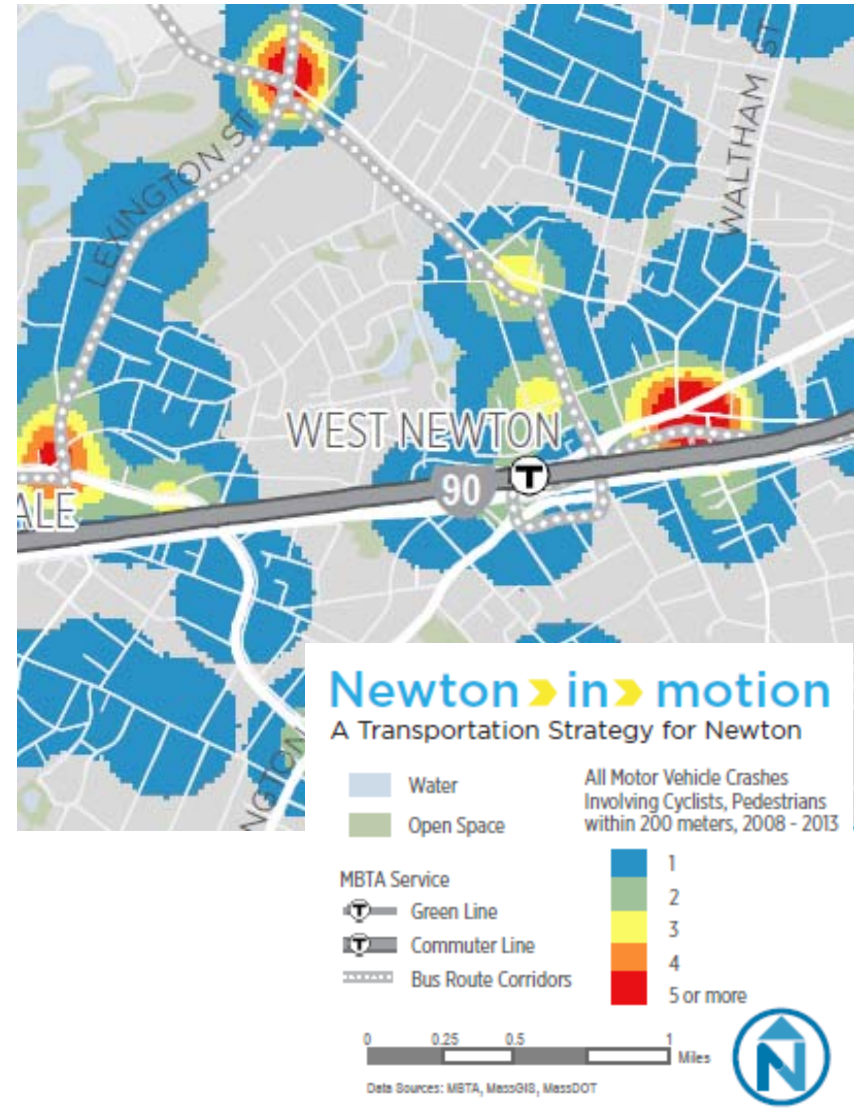 LEXINGTON ST
WALTHAM ST
WEST NEWTON
T
90
ALE
NGTON
Newton in motion
A Transportation Strategy for Newton
Water
Open Space
All Motor Vehicle Crashes
Involving Cyclists, Pedestrians
within 200 meters, 2008 - 2013
1
2
3
4
5 or more
MBTA Service
T Green Line
T Commuter Line
Bus Route Corridors
0 0.25 0.5 1
Miles
N
Data Sources: MBTA, MassGIS, MassDOT